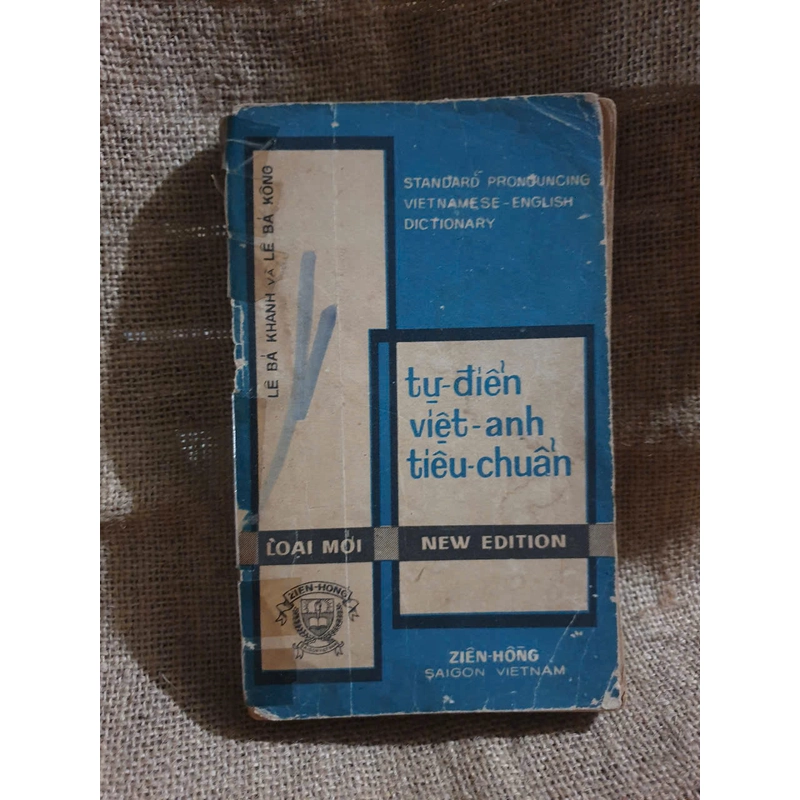 LÊ BÁ KHANH VÀ LÊ BÁ KÔNG
STANDARD PRONOUNCING
VIETNAMESE-ENGLISH
DICTIONARY
tự-điển
việt-anh
tiêu-chuẩn
LOẠI MỚI
NEW EDITION
ZIÊN-HỒNG
ZIÊN-HỒNG
SAIGON VIETNAM